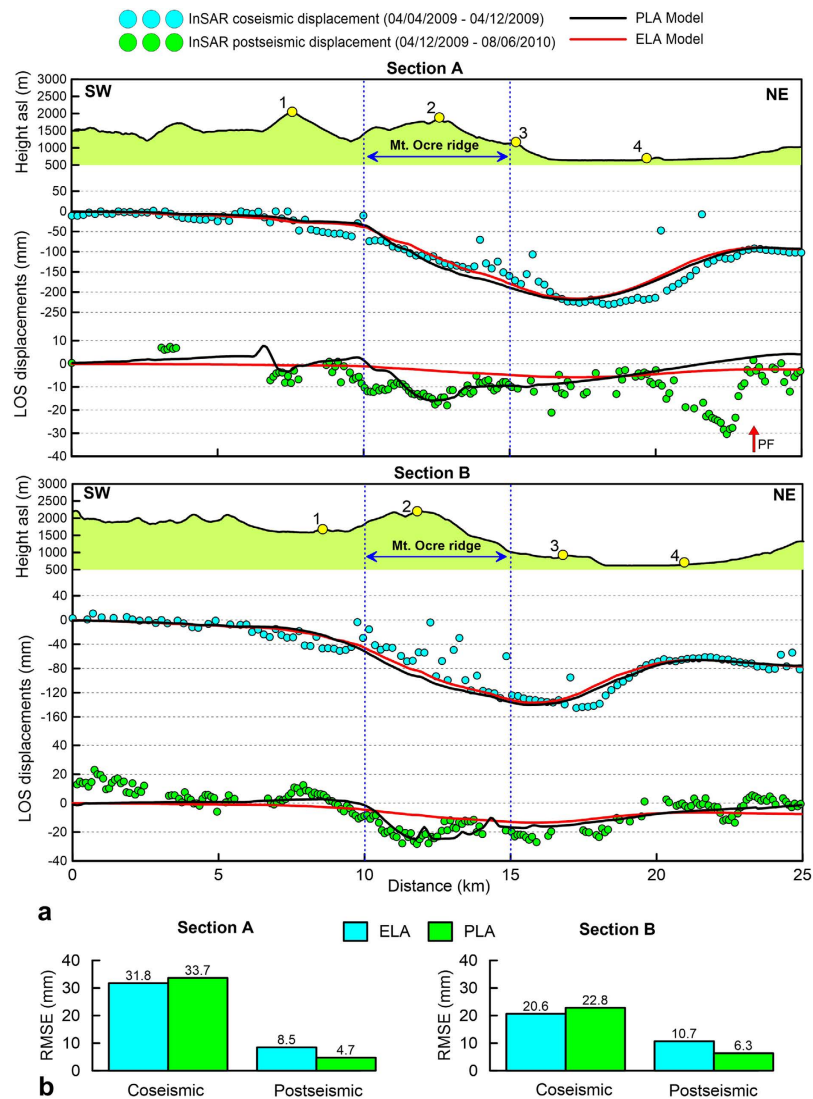 InSAR coseismic displacement (04/04/2009 - 04/12/2009) PLA Model
InSAR postseismic displacement (04/12/2009 - 08/06/2010) ELA Model
Section A
Height asl (m)
3000
2500
2000
1500
1000
500
SW
NE
1
2
3
4
Mt. Ocre ridge
LOS displacements (mm)
50
0
-50
-100
-150
-200
-250
10
0
-10
-20
-30
-40
PF
Section B
Height asl (m)
3000
2500
2000
1500
1000
500
SW
NE
1
2
3
4
Mt. Ocre ridge
LOS displacements (mm)
40
0
-40
-80
-120
-160
40
20
0
-20
-40
0 5 10 15 20 25
Distance (km)
a
Section A
ELA PLA
Section B
RMSE (mm)
40
30
20
10
0
31.8
33.7
8.5
4.7
Coseismic Postseismic
RMSE (mm)
40
30
20
10
0
20.6
22.8
10.7
6.3
Coseismic Postseismic
b